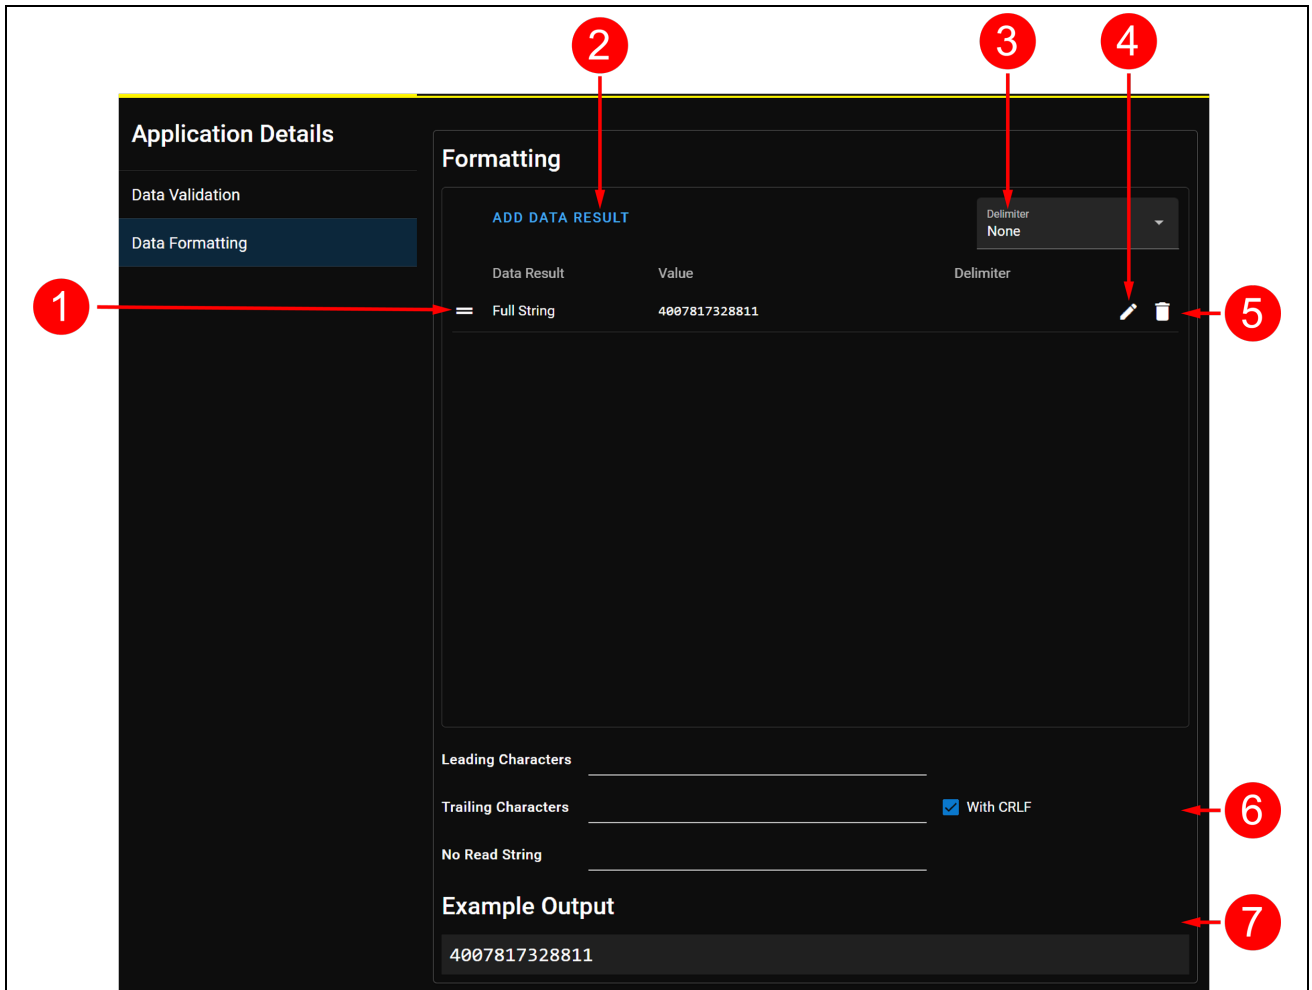 2
3
4
Application Details
Formatting
Data Validation
ADD DATA RESULT
Delimiter
None
Data Formatting
Data Result Value Delimiter
1
Full String 4007817328811
5
Leading Characters
Trailing Characters
With CRLF
6
No Read String
Example Output
7
4007817328811